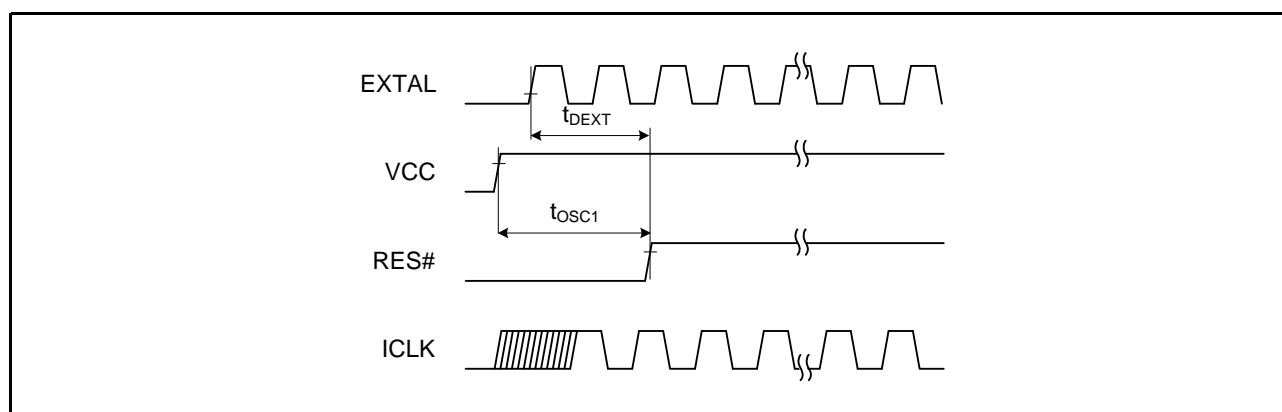 EXTAL
tDEXT
VCC
tOSC1
RES#
ICLK